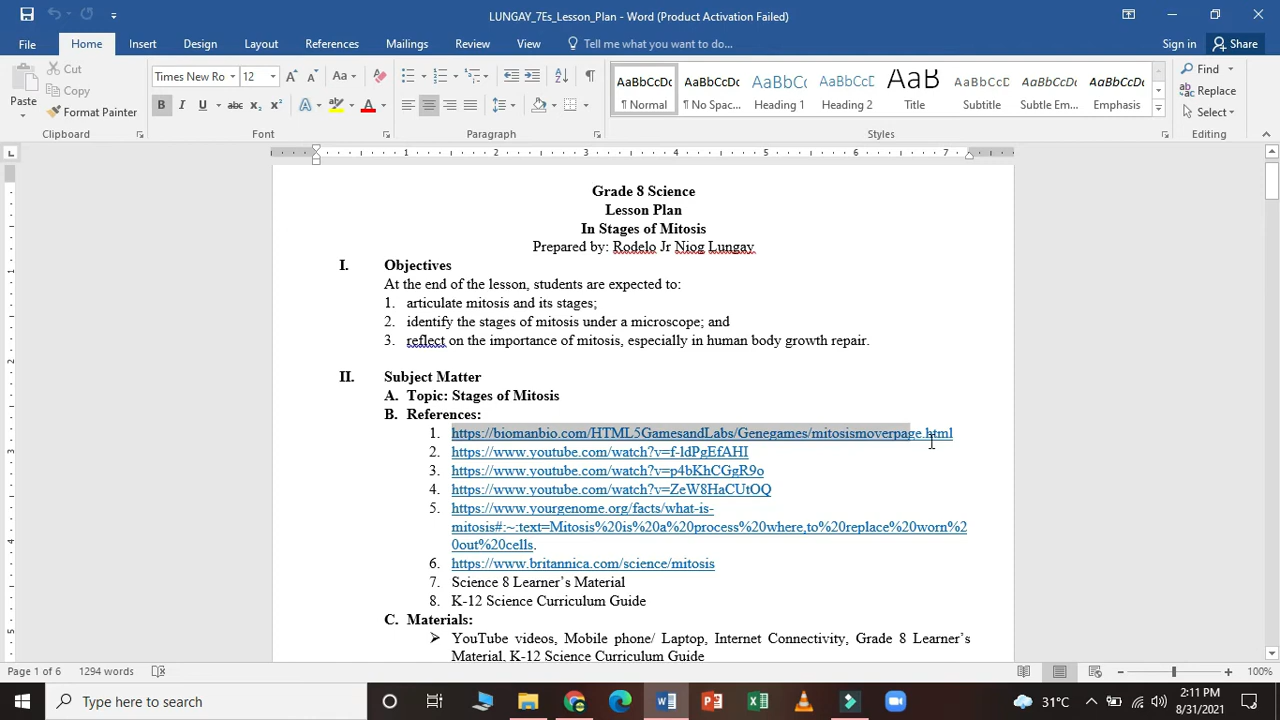 LUNGAY_7Es_Lesson_Plan - Word (Product Activation Failed)
File Home Insert Design Layout References Mailings Review View Tell me what you want to do... Sign in Share
Paste
Cut
Copy
Format Painter
Times New Ro 12
Clipboard Font Paragraph Styles Editing
AaBbCcDc AaBbCcDc AaBbCc AaBbCcD AaB AaBbCcD AaBbCcDt AaBbCcDt
¶ Normal ¶ No Spac... Heading 1 Heading 2 Title Subtitle Subtle Em... Emphasis
Find
Replace
Select
1 2 3 4 5 6 7
Grade 8 Science
Lesson Plan
In Stages of Mitosis
Prepared by: Rodelo Jr Niog Lungay
I. Objectives
At the end of the lesson, students are expected to:
1. articulate mitosis and its stages;
2. identify the stages of mitosis under a microscope; and
3. reflect on the importance of mitosis, especially in human body growth repair.
II. Subject Matter
A. Topic: Stages of Mitosis
B. References:
1. https://biomanbio.com/HTML5GamesandLabs/Genegames/mitosismoverpage.html
2. https://www.youtube.com/watch?v=f-ldPgEfAHI
3. https://www.youtube.com/watch?v=p4bKhCGgR9o
4. https://www.youtube.com/watch?v=ZeW8HaCUtOQ
5. https://www.yourgenome.org/facts/what-is-
mitosis#:~:text=Mitosis%20is%20a%20process%20where,to%20replace%20worn%2
0out%20cells.
6. https://www.britannica.com/science/mitosis
7. Science 8 Learner's Material
8. K-12 Science Curriculum Guide
C. Materials:
➢ YouTube videos, Mobile phone/ Laptop, Internet Connectivity, Grade 8 Learner's
Material, K-12 Science Curriculum Guide
Page 1 of 6 1294 words 100%
Type here to search
31°C
2:11 PM
8/31/2021